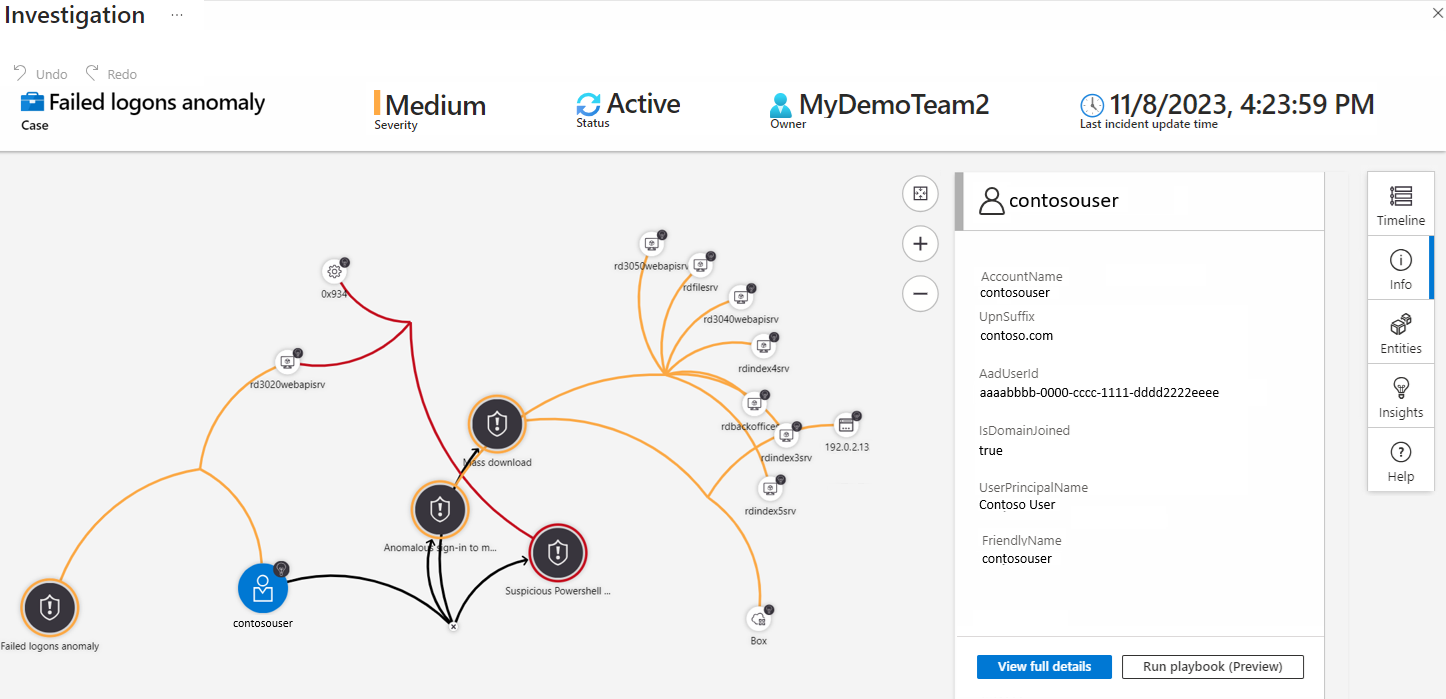 Investigation ...
Undo Redo
Failed logons anomaly
Case
Medium
Severity
Active
Status
MyDemoTeam2
Owner
11/8/2023, 4:23:59 PM
Last incident update time
rd3050webapisrv
rdfilesrv
0x934
rd3040webapisrv
rdindex4srv
rd3020webapisrv
rdbackoffice
192.0.2.13
rdindex3srv
Mass download
rdindex5srv
Anomalous sign-in to m...
Suspicious Powershell ...
contosouser
Box
Failed logons anomaly
contosouser
AccountName
contosouser
UpnSuffix
contoso.com
AadUserId
aaaabbbb-0000-cccc-1111-dddd2222eeee
IsDomainJoined
true
UserPrincipalName
Contoso User
FriendlyName
contosouser
View full details Run playbook (Preview)
Timeline
Info
Entities
Insights
Help